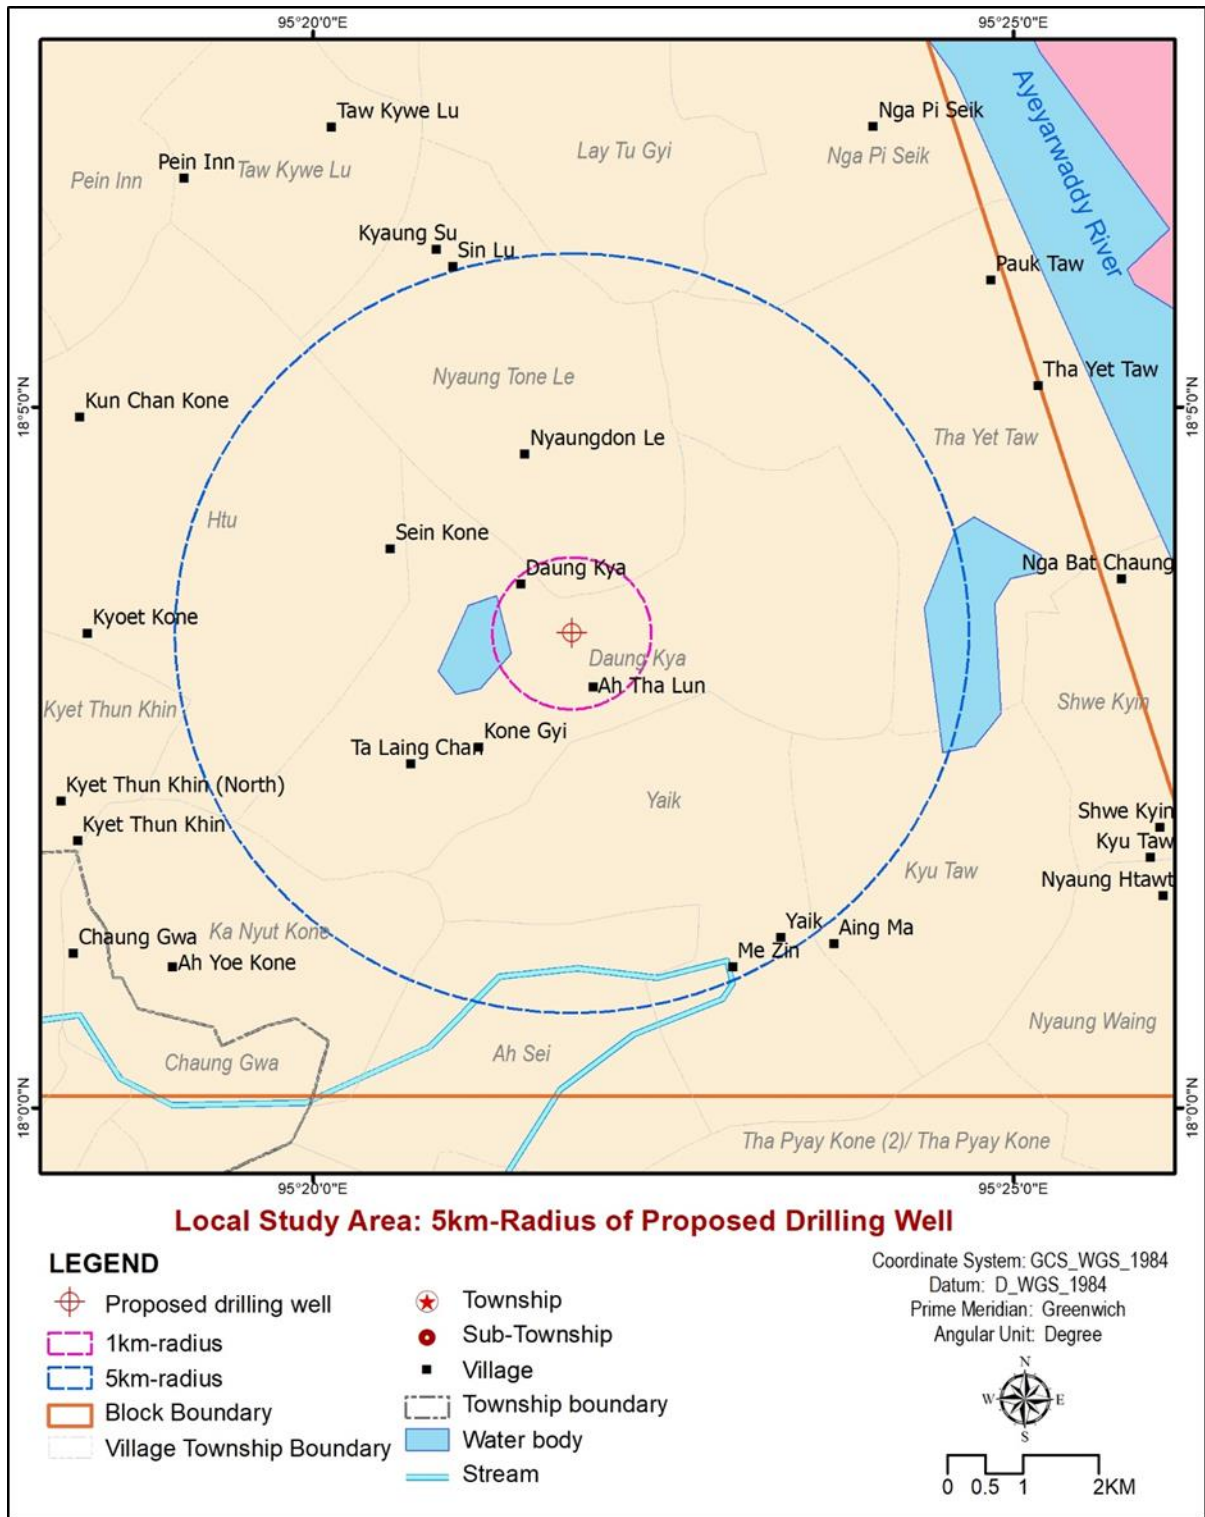 95°20'0"E
95°25'0"E
Taw Kywe Lu
Nga Pi Seik
Ayeyarwaddy River
Pein Inn
Pein Inn
Taw Kywe Lu
Lay Tu Gyi
Nga Pi Seik
Kyaung Su
Sin Lu
Pauk Taw
Nyaung Tone Le
Tha Yet Taw
18°5'0"N
Kun Chan Kone
18°5'0"N
Nyaungdon Le
Tha Yet Taw
Htu
Sein Kone
Daung Kya
Nga Bat Chaung
Kyoet Kone
Daung Kya
Ah Tha Lun
Kyet Thun Khin
Shwe Kyin
Kone Gyi
Ta Laing Chan
Kyet Thun Khin (North)
Yaik
Kyet Thun Khin
Shwe Kyin
Kyu Taw
Kyu Taw
Nyaung Htawt
Ka Nyut Kone
Yaik
Aing Ma
Chaung Gwa
Ah Yoe Kone
Me Zin
Nyaung Waing
Chaung Gwa
Ah Sei
18°0'0"N
18°0'0"N
Tha Pyay Kone (2)/ Tha Pyay Kone
95°20'0"E
95°25'0"E
Local Study Area: 5km-Radius of Proposed Drilling Well
LEGEND
Proposed drilling well
1km-radius
5km-radius
Block Boundary
Village Township Boundary
Township
Sub-Township
Village
Township boundary
Water body
Stream
Coordinate System: GCS_WGS_1984
Datum: D_WGS_1984
Prime Meridian: Greenwich
Angular Unit: Degree
N
W E
S
0 0.5 1 2KM